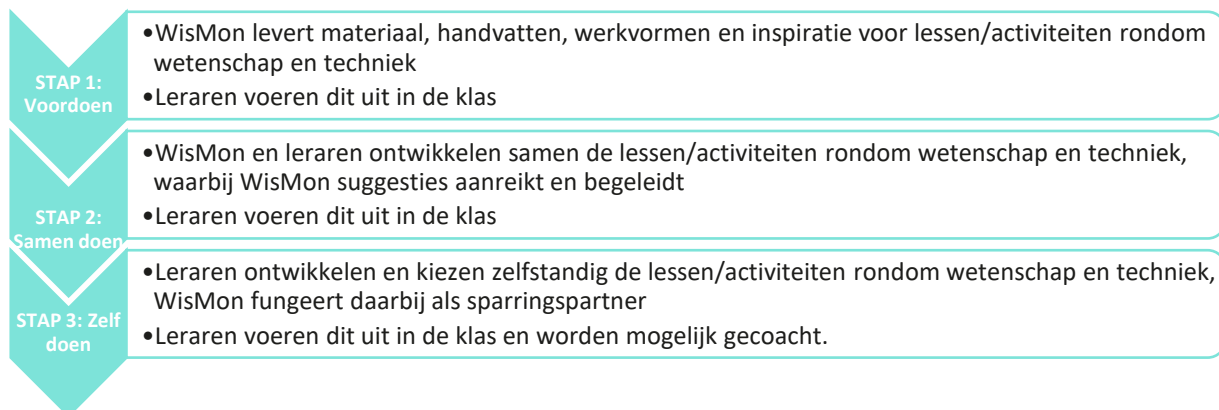 STAP 1:
Voordoen
•WisMon levert materiaal, handvatten, werkvormen en inspiratie voor lessen/activiteiten rondom
wetenschap en techniek
•Leraren voeren dit uit in de klas
STAP 2:
Samen doen
•WisMon en leraren ontwikkelen samen de lessen/activiteiten rondom wetenschap en techniek,
waarbij WisMon suggesties aanreikt en begeleidt
•Leraren voeren dit uit in de klas
STAP 3: Zelf
doen
•Leraren ontwikkelen en kiezen zelfstandig de lessen/activiteiten rondom wetenschap en techniek,
WisMon fungeert daarbij als sparringspartner
•Leraren voeren dit uit in de klas en worden mogelijk gecoacht.